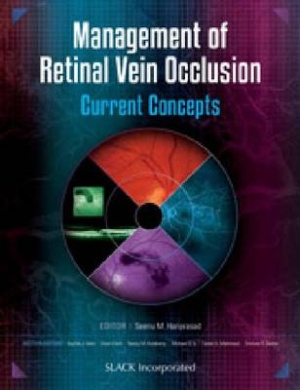 Management of
Retinal Vein Occlusion
Current Concepts
EDITOR Seenu M. Hariprasad
SLACK Incorporated